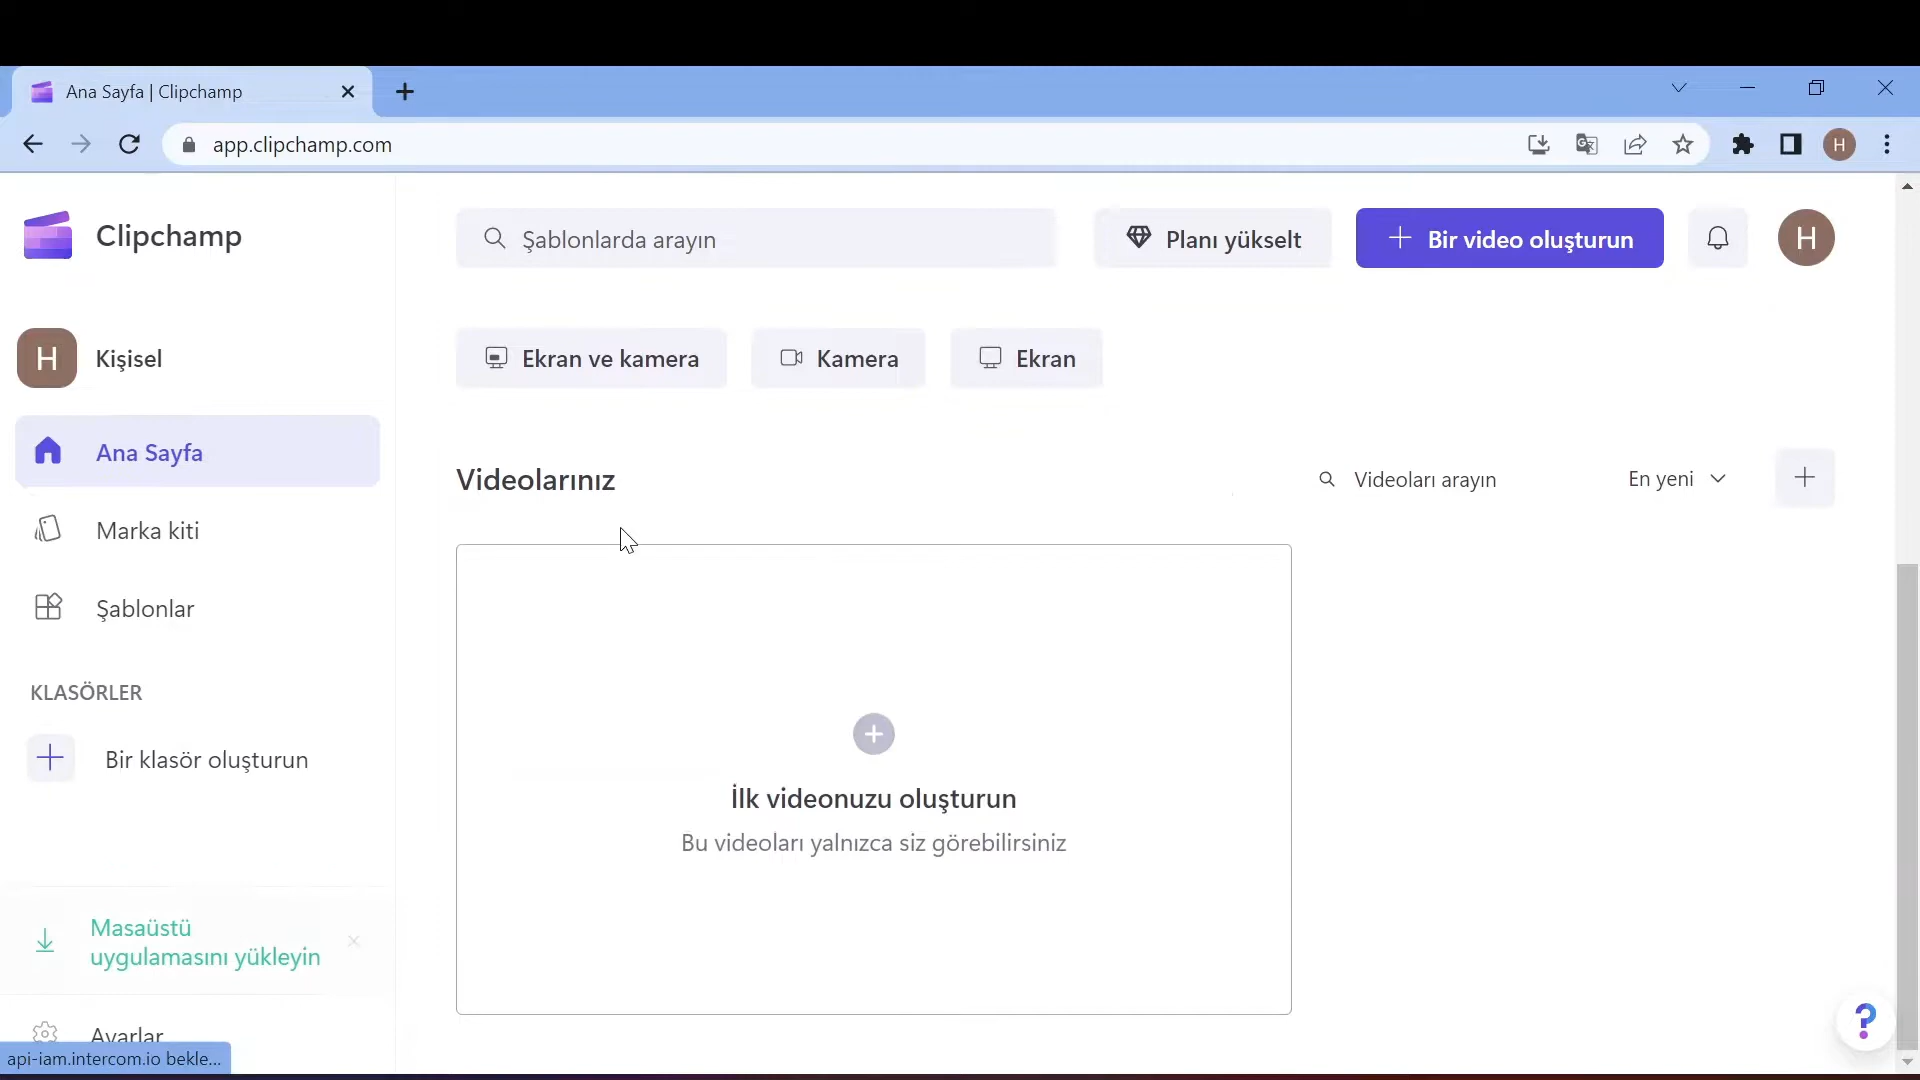 Ana Sayfa | Clipchamp
app.clipchamp.com
H
Clipchamp
Şablonlarda arayın
Planı yükselt
Bir video oluşturun
H
H
Kişisel
Ekran ve kamera
Kamera
Ekran
Ana Sayfa
Videolarınız
Videoları arayın
En yeni
Marka kiti
Şablonlar
KLASÖRLER
Bir klasör oluşturun
İlk videonuzu oluşturun
Bu videoları yalnızca siz görebilirsiniz
Masaüstü
uygulamasını yükleyin
Ayarlar
api-iam.intercom.io bekle...
?